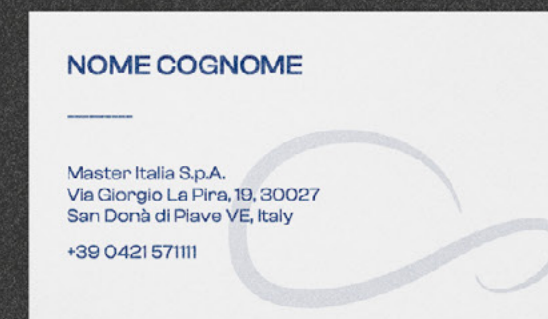 NOME COGNOME
Master Italia S.p.A.
Via Giorgio La Pira, 19, 30027
San Donà di Piave VE, Italy
+39 0421 571111